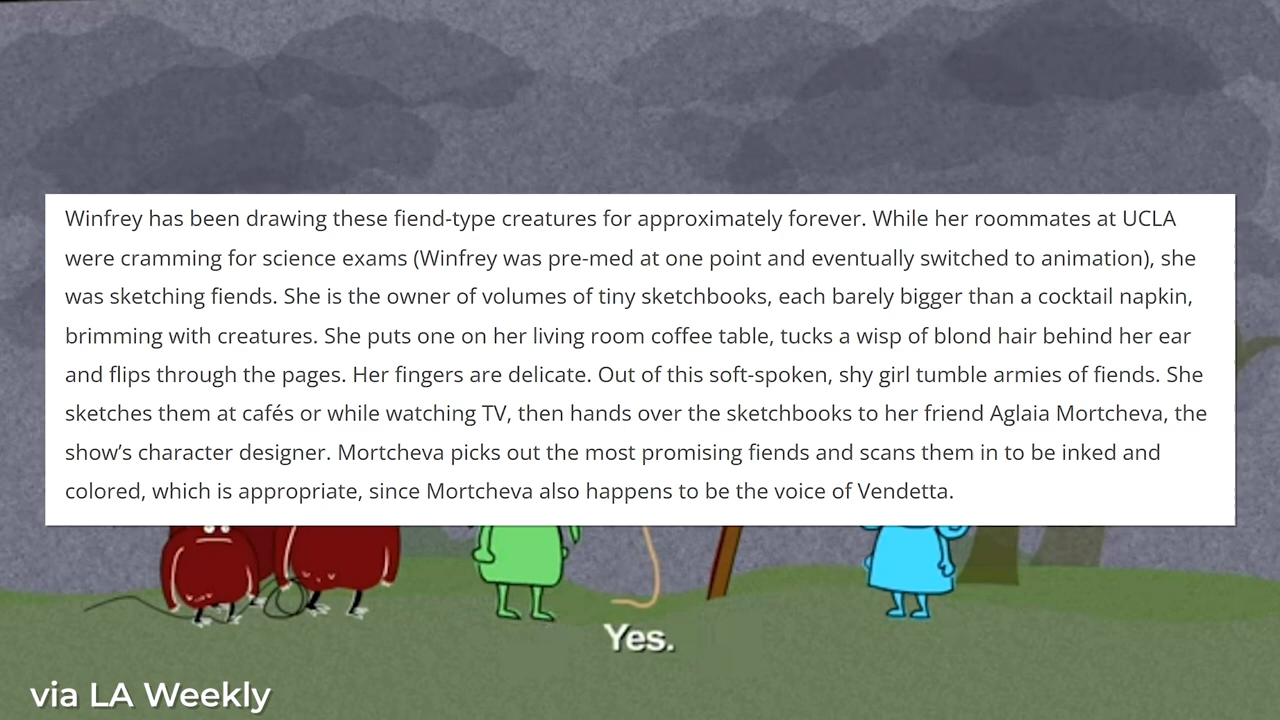 Winfrey has been drawing these fiend-type creatures for approximately forever. While her roommates at UCLA
were cramming for science exams (Winfrey was pre-med at one point and eventually switched to animation), she
was sketching fiends. She is the owner of volumes of tiny sketchbooks, each barely bigger than a cocktail napkin,
brimming with creatures. She puts one on her living room coffee table, tucks a wisp of blond hair behind her ear
and flips through the pages. Her fingers are delicate. Out of this soft-spoken, shy girl tumble armies of fiends. She
sketches them at cafés or while watching TV, then hands over the sketchbooks to her friend Aglaia Mortcheva, the
show’s character designer. Mortcheva picks out the most promising fiends and scans them in to be inked and
colored, which is appropriate, since Mortcheva also happens to be the voice of Vendetta.
Yes.
via LA Weekly